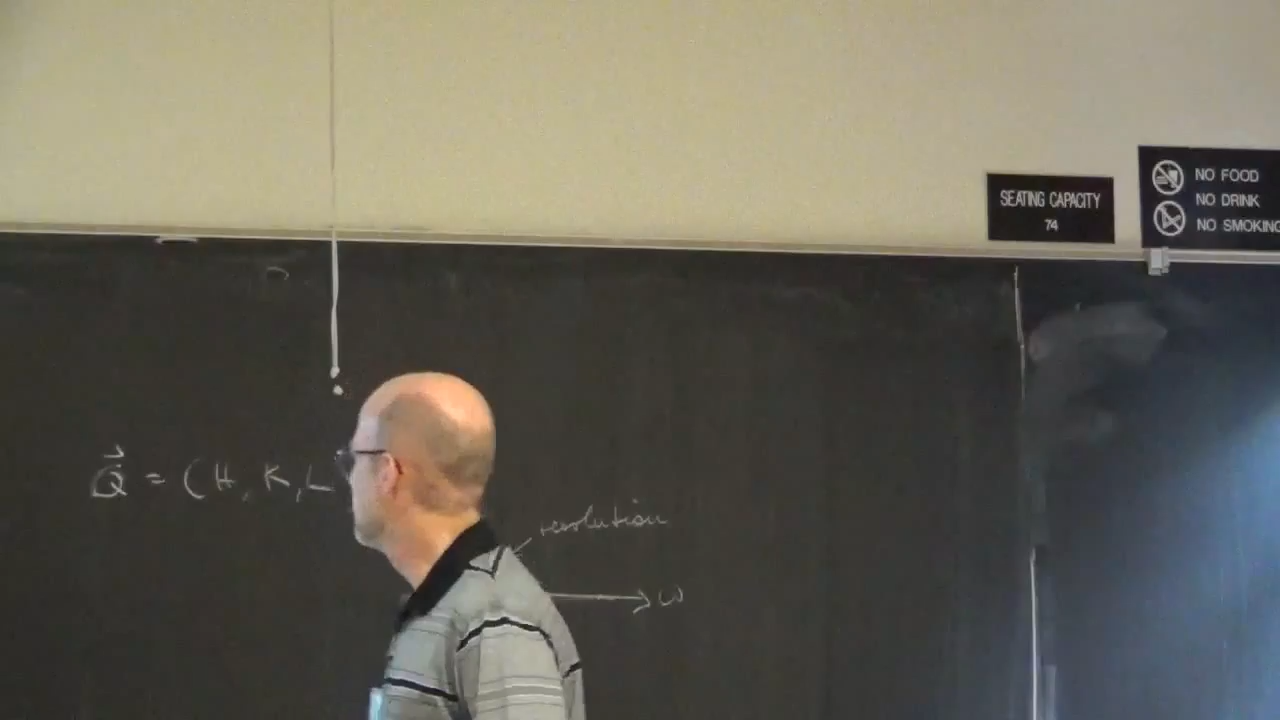 SEATING CAPACITY
74
NO FOOD
NO DRINK
NO SMOKING
Q⃗ = (H, K, L
resolution
ω